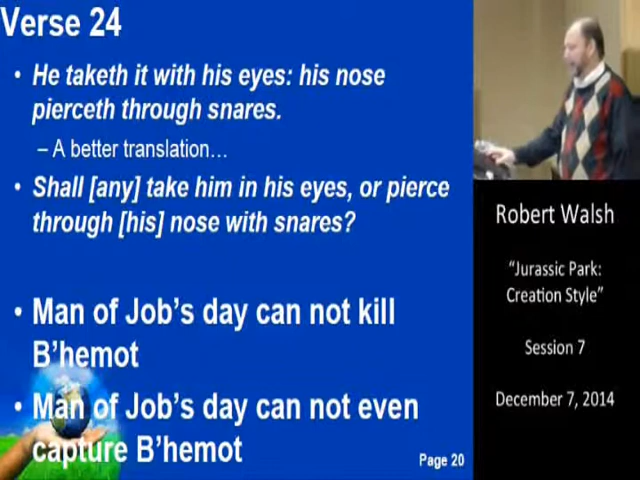 Verse 24
• He taketh it with his eyes: his nose
pierceth through snares.
– A better translation…
• Shall [any] take him in his eyes, or pierce
through [his] nose with snares?
• Man of Job's day can not kill
B'hemot
• Man of Job's day can not even
capture B'hemot
Page 20
Robert Walsh
“Jurassic Park:
Creation Style”
Session 7
December 7, 2014